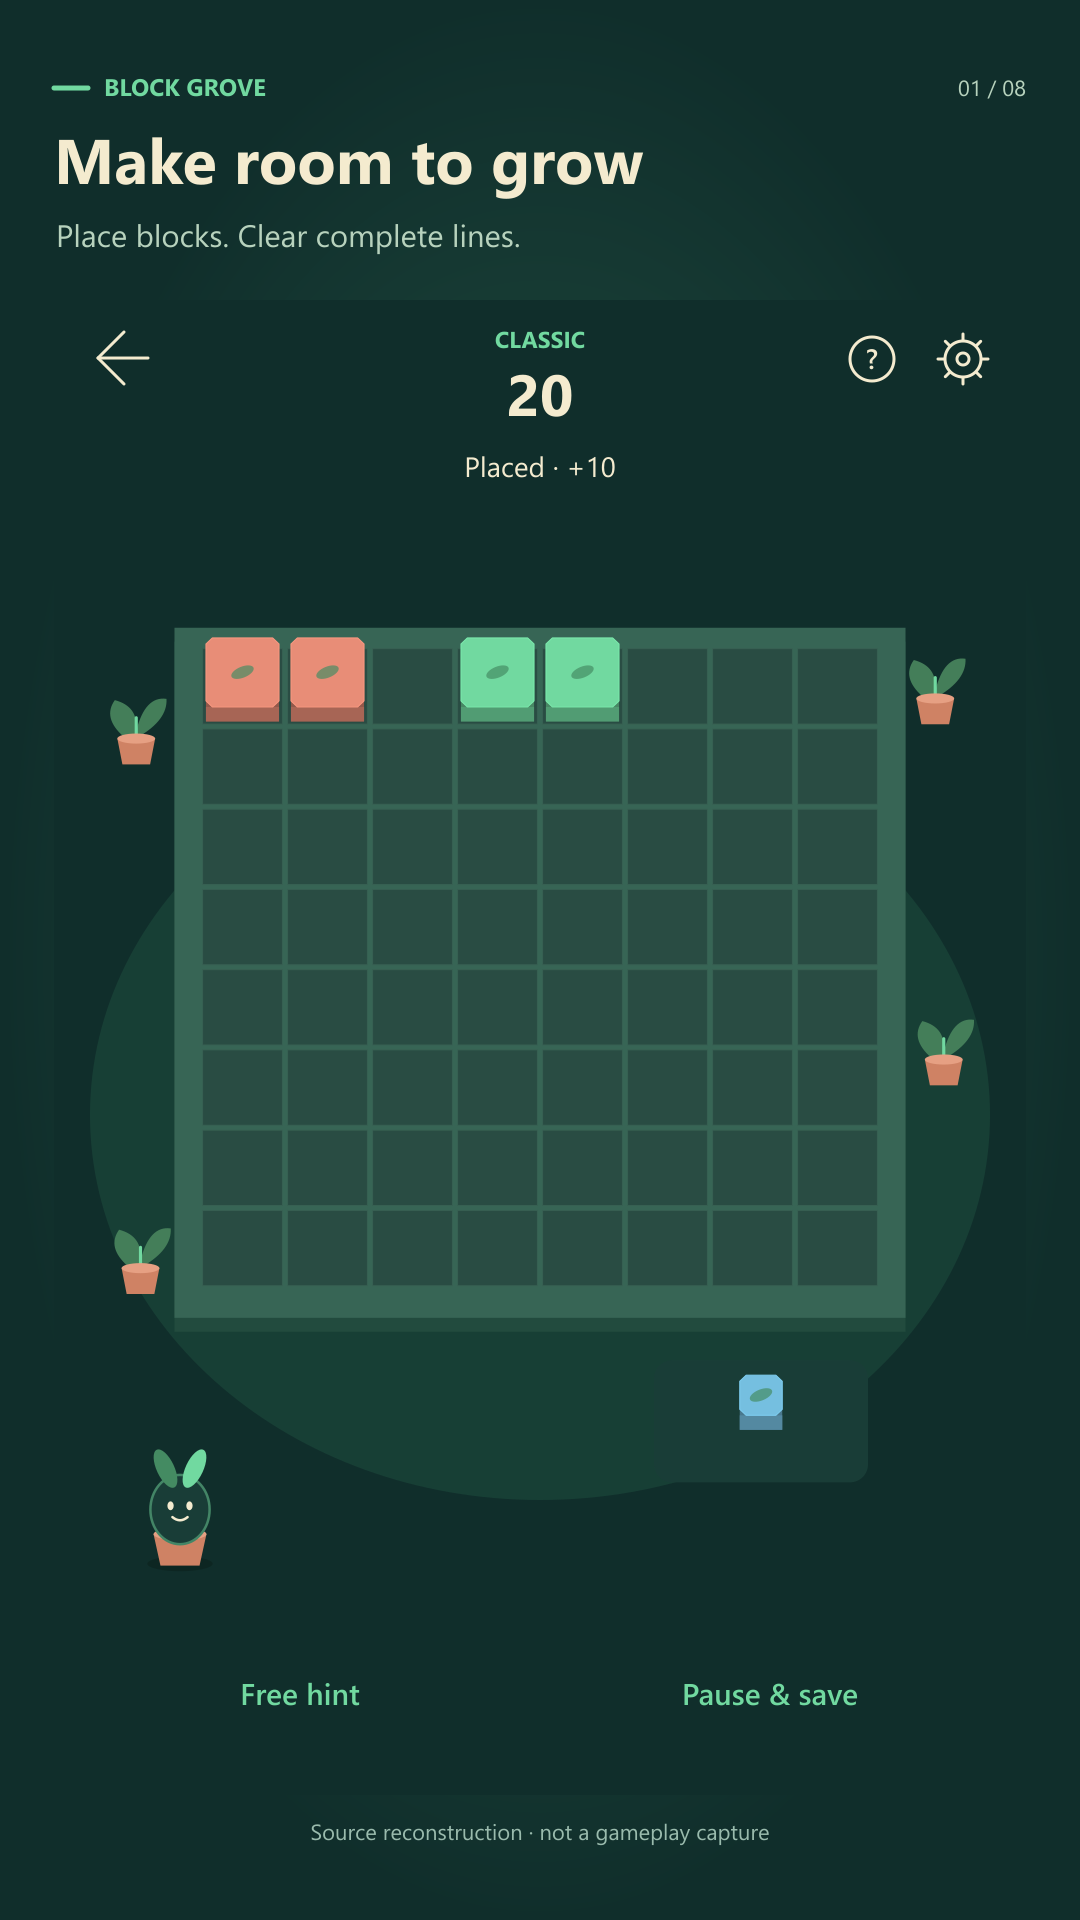 BLOCK GROVE
01 / 08
Make room to grow
Place blocks. Clear complete lines.
CLASSIC
20
?
Placed · +10
Free hint
Pause & save
Source reconstruction · not a gameplay capture